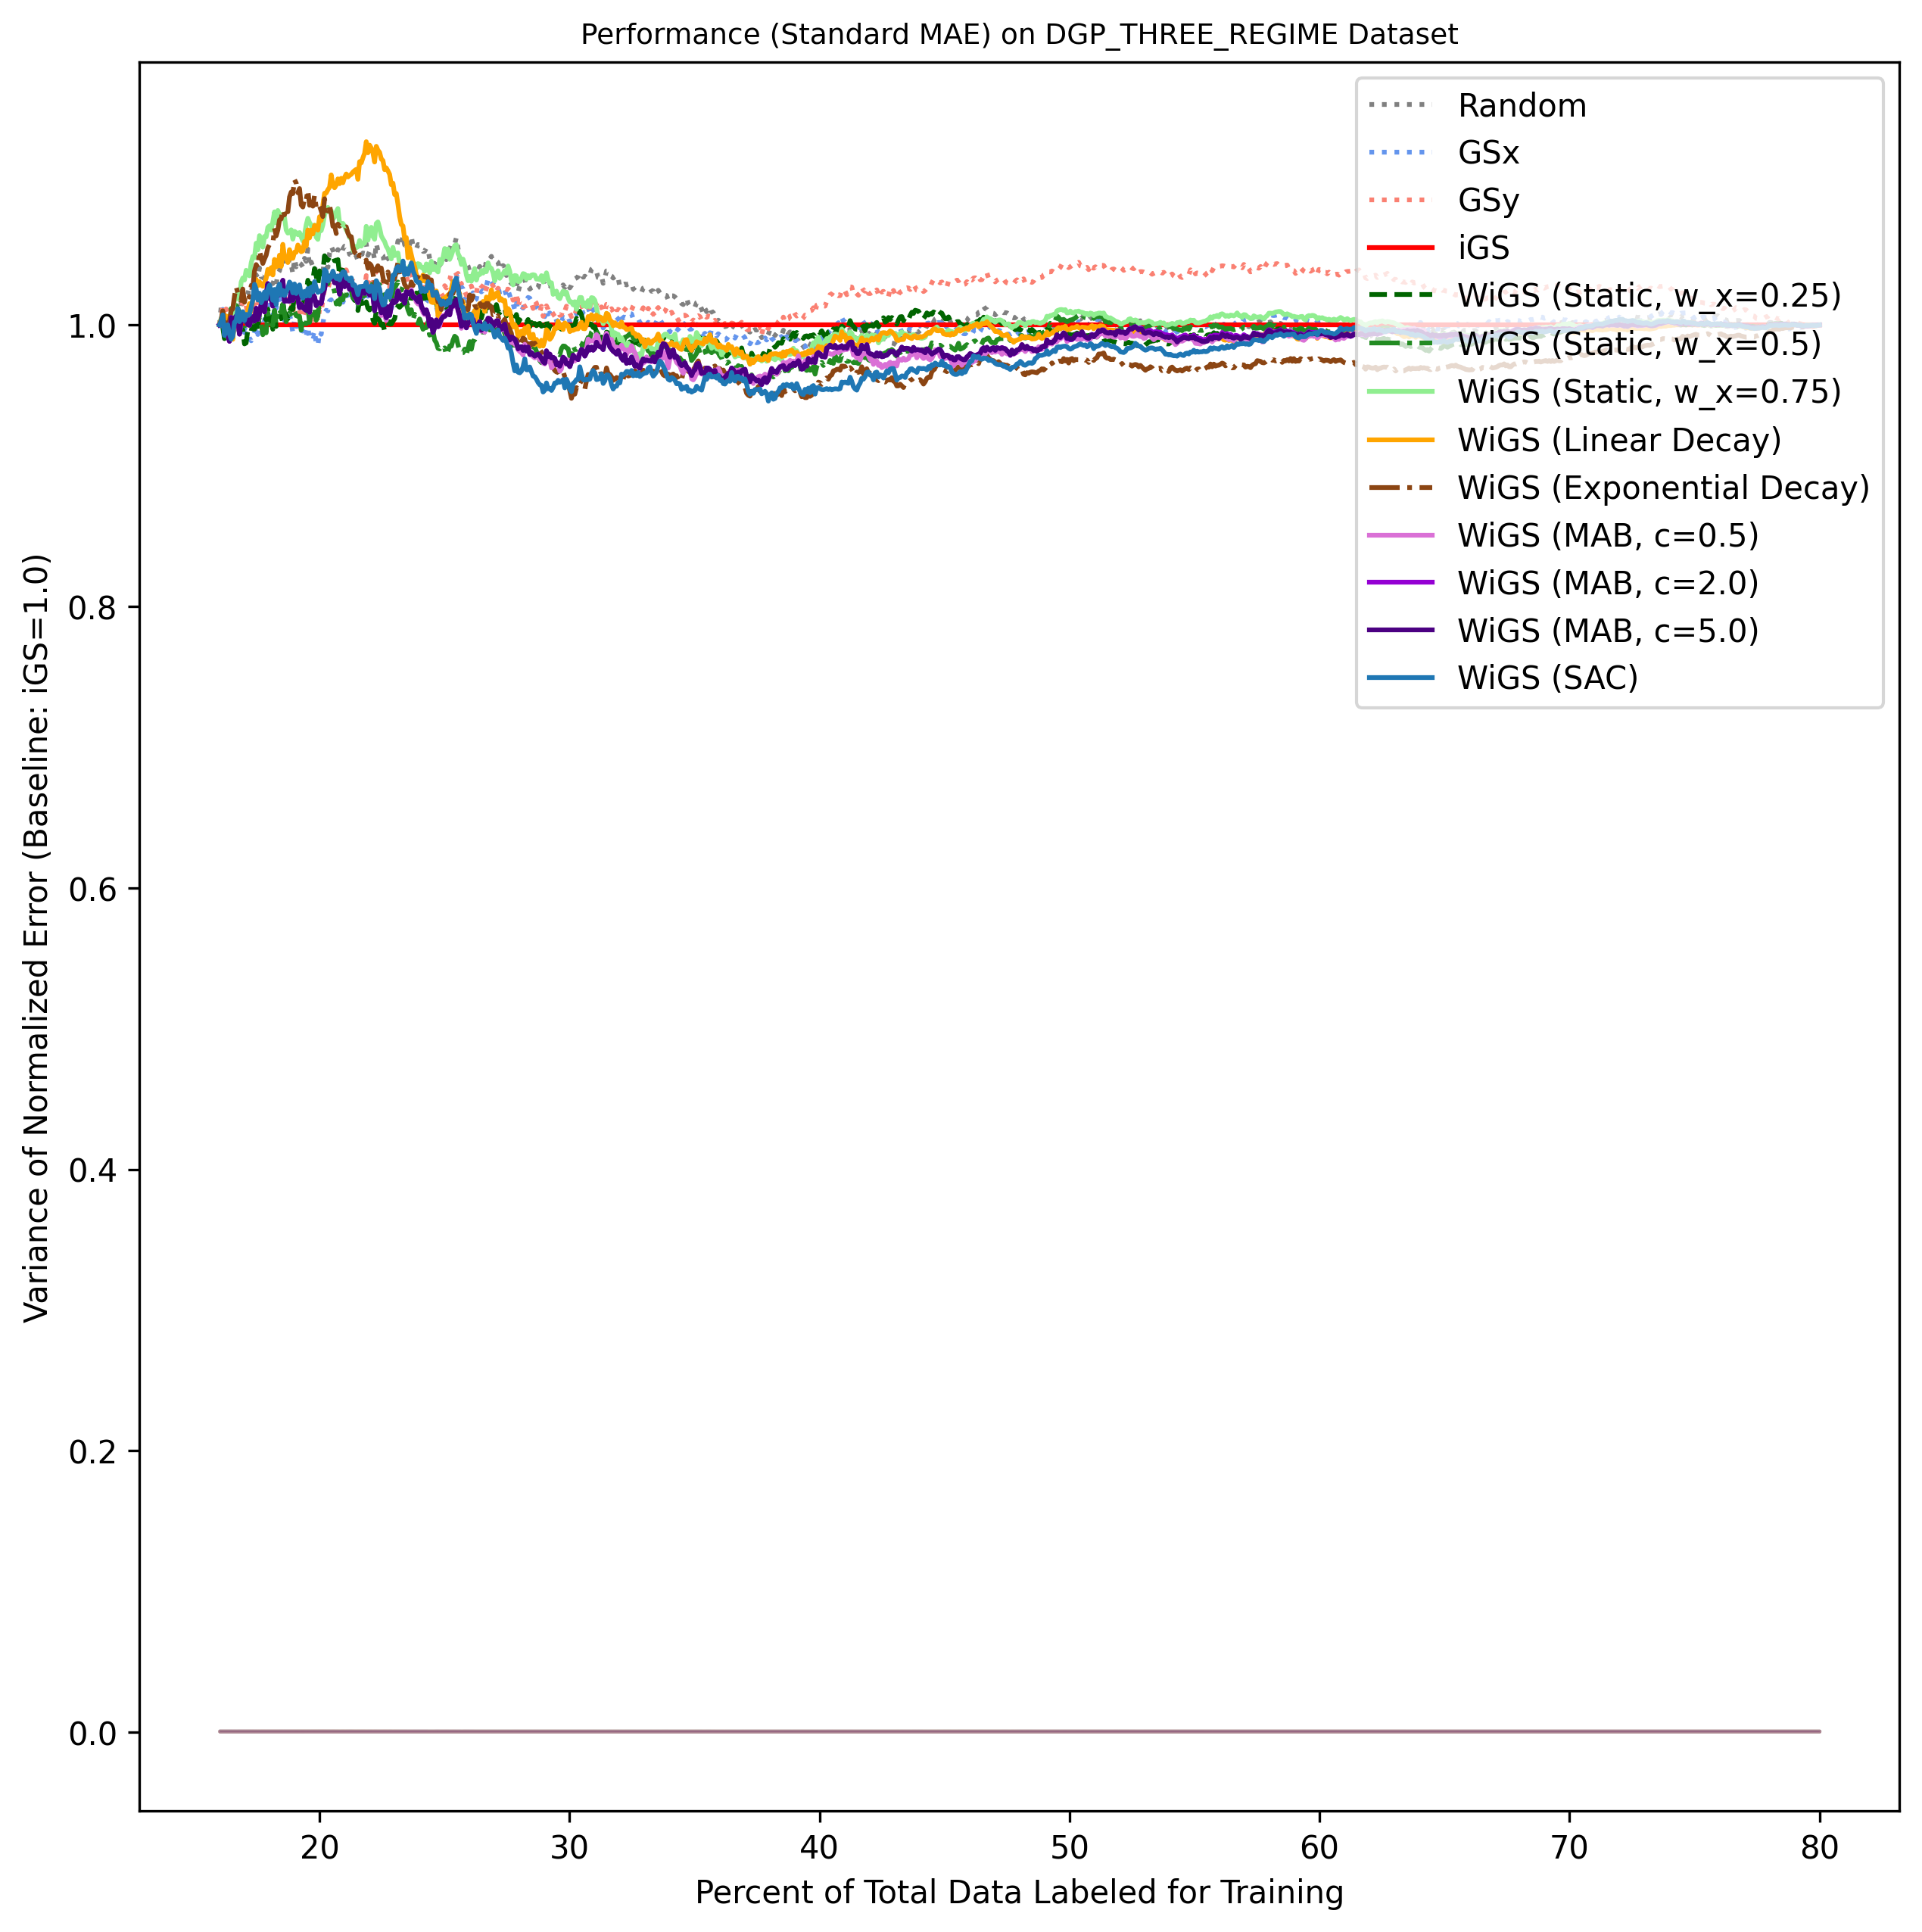 Performance (Standard MAE) on DGP_THREE_REGIME Dataset
Variance of Normalized Error (Baseline: iGS=1.0)
1.0
0.8
0.6
0.4
0.2
0.0
Random
GSx
GSy
iGS
WiGS (Static, w_x=0.25)
WiGS (Static, w_x=0.5)
WiGS (Static, w_x=0.75)
WiGS (Linear Decay)
WiGS (Exponential Decay)
WiGS (MAB, c=0.5)
WiGS (MAB, c=2.0)
WiGS (MAB, c=5.0)
WiGS (SAC)
20 30 40 50 60 70 80
Percent of Total Data Labeled for Training